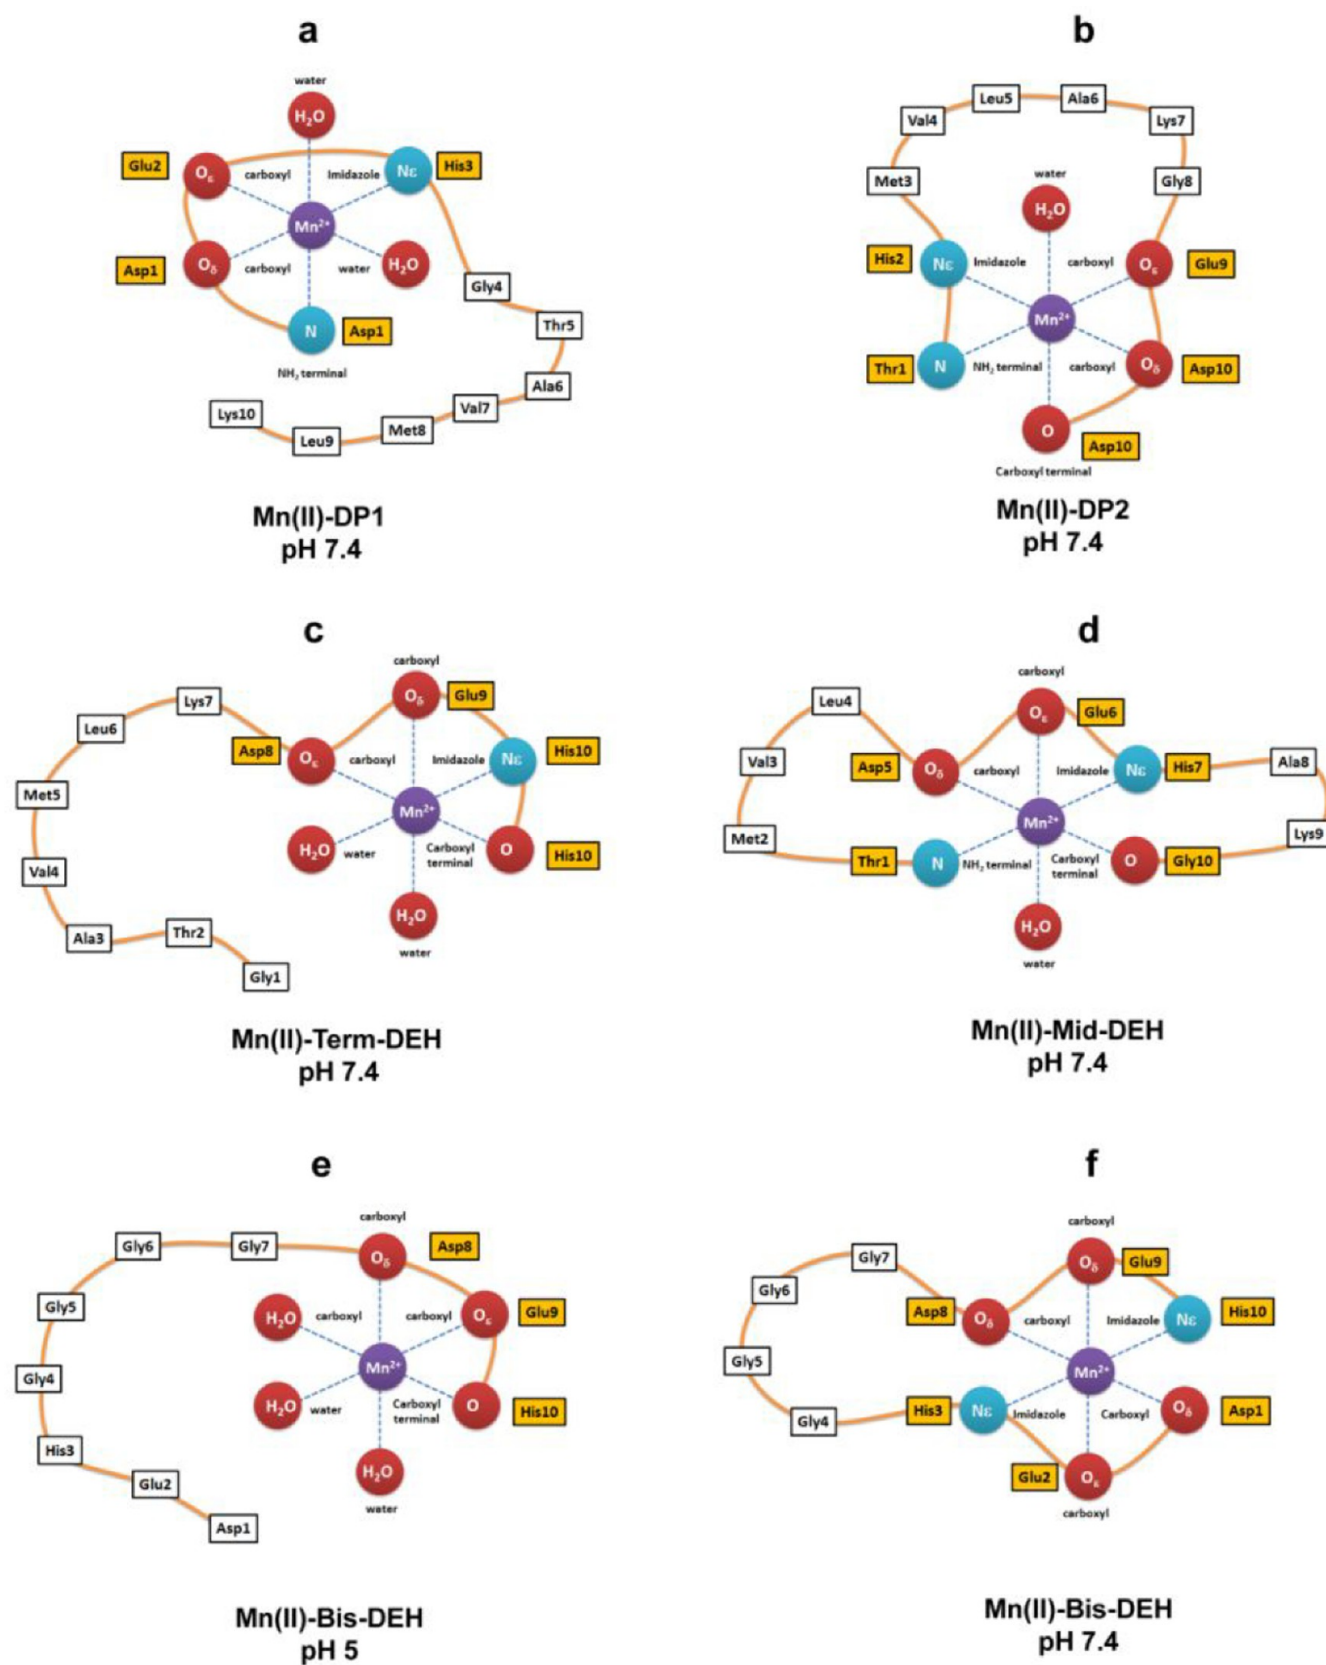 a
water
H₂O
Glu2
Oε
carboxyl
Imidazole
Nε
His3
Mn²⁺
Asp1
Oδ
carboxyl
water
H₂O
Gly4
N
Asp1
Thr5
NH₂ terminal
Ala6
Val7
Lys10
Leu9
Met8
Mn(II)-DP1
pH 7.4
b
Leu5
Ala6
Val4
Lys7
Met3
water
Gly8
H₂O
His2
Nε
Imidazole
carboxyl
Oε
Glu9
Mn²⁺
Thr1
N
NH₂ terminal
carboxyl
Oδ
Asp10
O
Asp10
Carboxyl terminal
Mn(II)-DP2
pH 7.4
c
carboxyl
Lys7
Oδ
Glu9
Leu6
Asp8
Oε
carboxyl
Imidazole
Nε
His10
Met5
Mn²⁺
H₂O
water
Carboxyl
terminal
O
His10
Val4
H₂O
Ala3
Thr2
water
Gly1
Mn(II)-Term-DEH
pH 7.4
d
carboxyl
Leu4
Oε
Glu6
Val3
Asp5
Oδ
carboxyl
Imidazole
Nε
His7
Ala8
Met2
Mn²⁺
Lys9
Thr1
N
NH₂ terminal
Carboxyl
terminal
O
Gly10
H₂O
water
Mn(II)-Mid-DEH
pH 7.4
e
carboxyl
Gly6
Gly7
Oδ
Asp8
Gly5
H₂O
carboxyl
carboxyl
Oε
Glu9
Mn²⁺
Gly4
H₂O
water
Carboxyl
terminal
O
His10
His3
H₂O
Glu2
water
Asp1
Mn(II)-Bis-DEH
pH 5
f
carboxyl
Gly7
Oδ
Glu9
Gly6
Asp8
Oδ
carboxyl
Imidazole
Nε
His10
Gly5
Mn²⁺
Gly4
His3
Nε
Imidazole
Carboxyl
Oδ
Asp1
Glu2
Oε
carboxyl
Mn(II)-Bis-DEH
pH 7.4